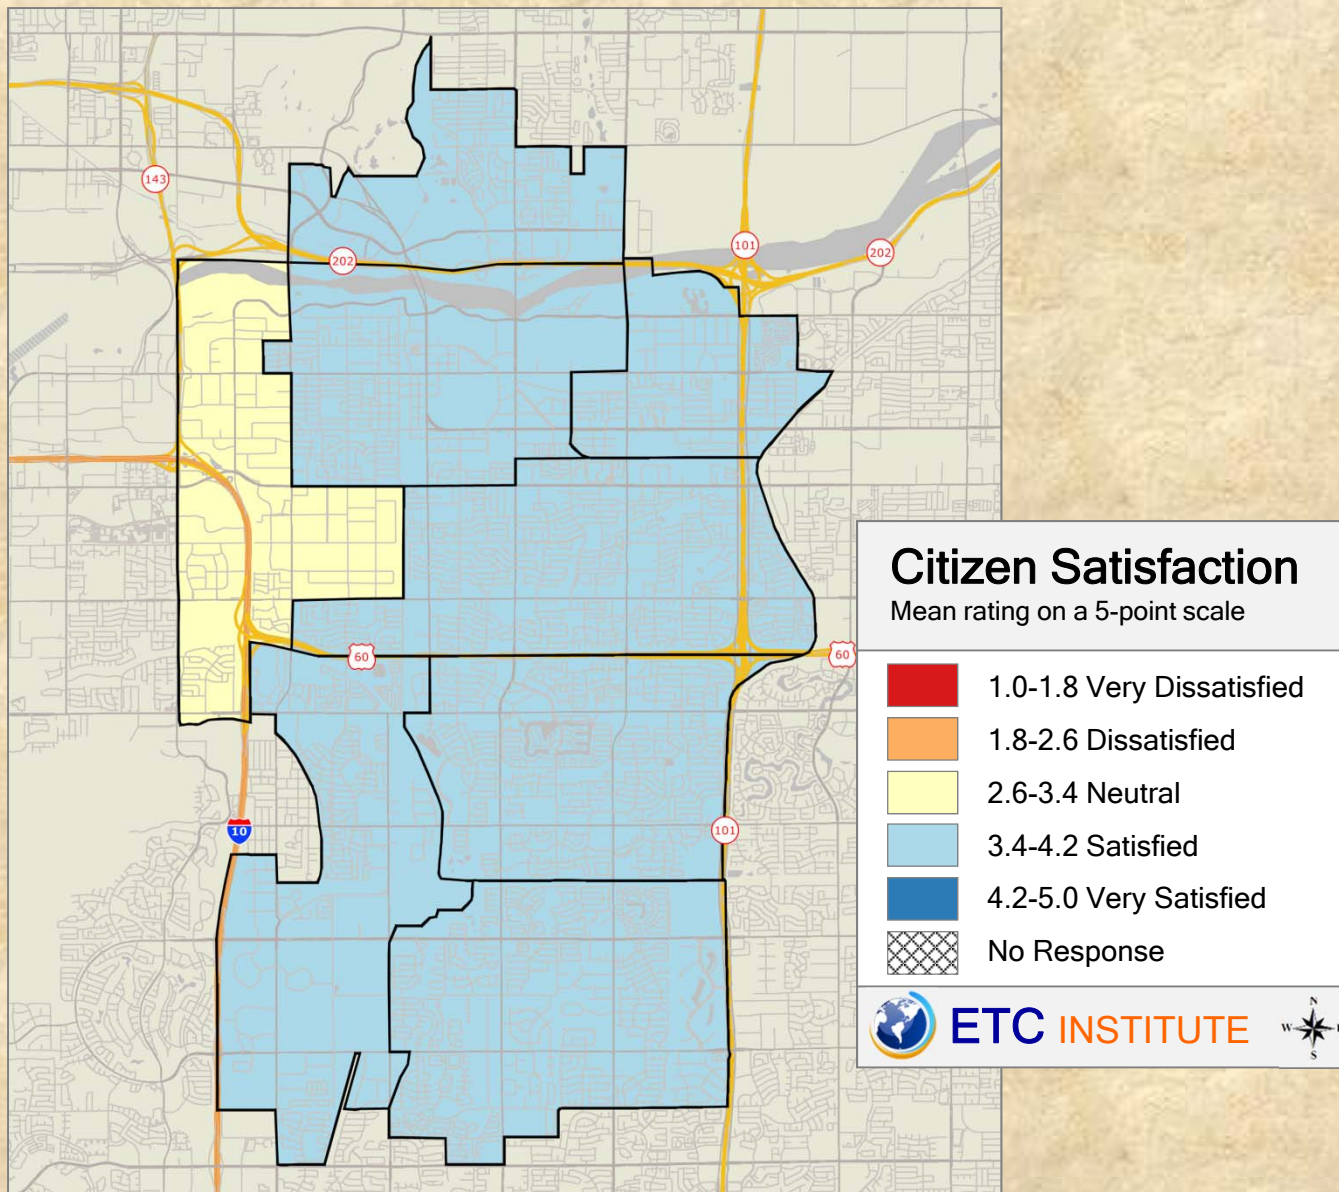 143
202
101
202
Citizen Satisfaction
Mean rating on a 5-point scale
60
60
1.0-1.8 Very Dissatisfied
1.8-2.6 Dissatisfied
2.6-3.4 Neutral
10
101
3.4-4.2 Satisfied
4.2-5.0 Very Satisfied
No Response
ETC INSTITUTE
N
W
S